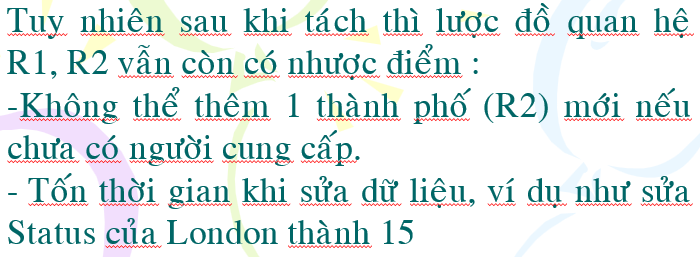 Tuy nhiên sau khi tách thì lược đồ quan hệ
R1, R2 vẫn còn có nhược điểm :
-Không thể thêm 1 thành phố (R2) mới nếu
chưa có người cung cấp.
- Tốn thời gian khi sửa dữ liệu, ví dụ như sửa
Status của London thành 15